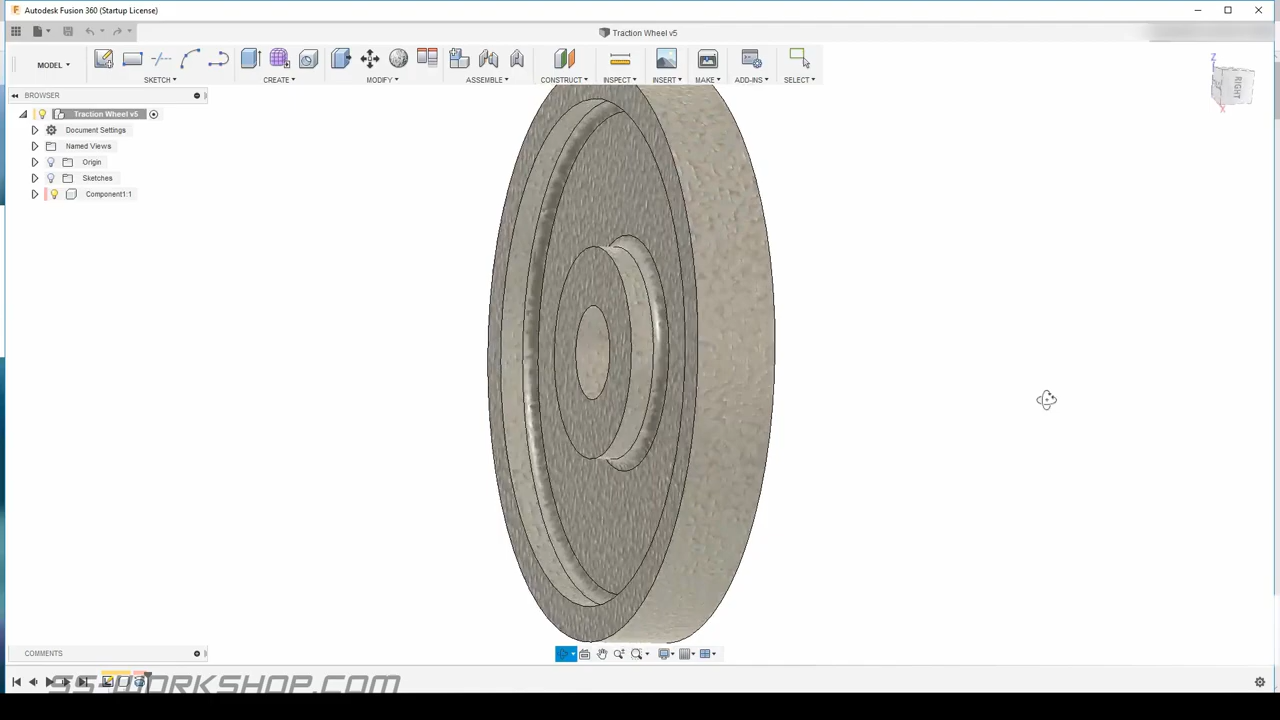 Autodesk Fusion 360 (Startup License)
Traction Wheel v5
MODEL
SKETCH
CREATE
MODIFY
ASSEMBLE
CONSTRUCT
INSPECT
INSERT
MAKE
ADD-INS
SELECT
BROWSER
Traction Wheel v5
Document Settings
Named Views
Origin
Sketches
Component1:1
Z
RIGHT
X
COMMENTS